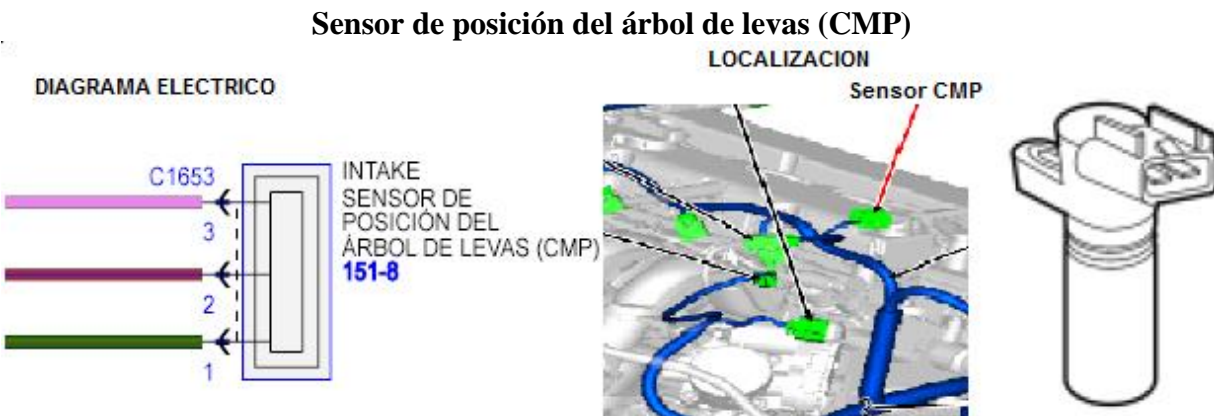 Sensor de posición del árbol de levas (CMP)
DIAGRAMA ELECTRICO
C1653
3
2
1
INTAKE
SENSOR DE
POSICIÓN DEL
ÁRBOL DE LEVAS (CMP)
151-8
LOCALIZACION
Sensor CMP